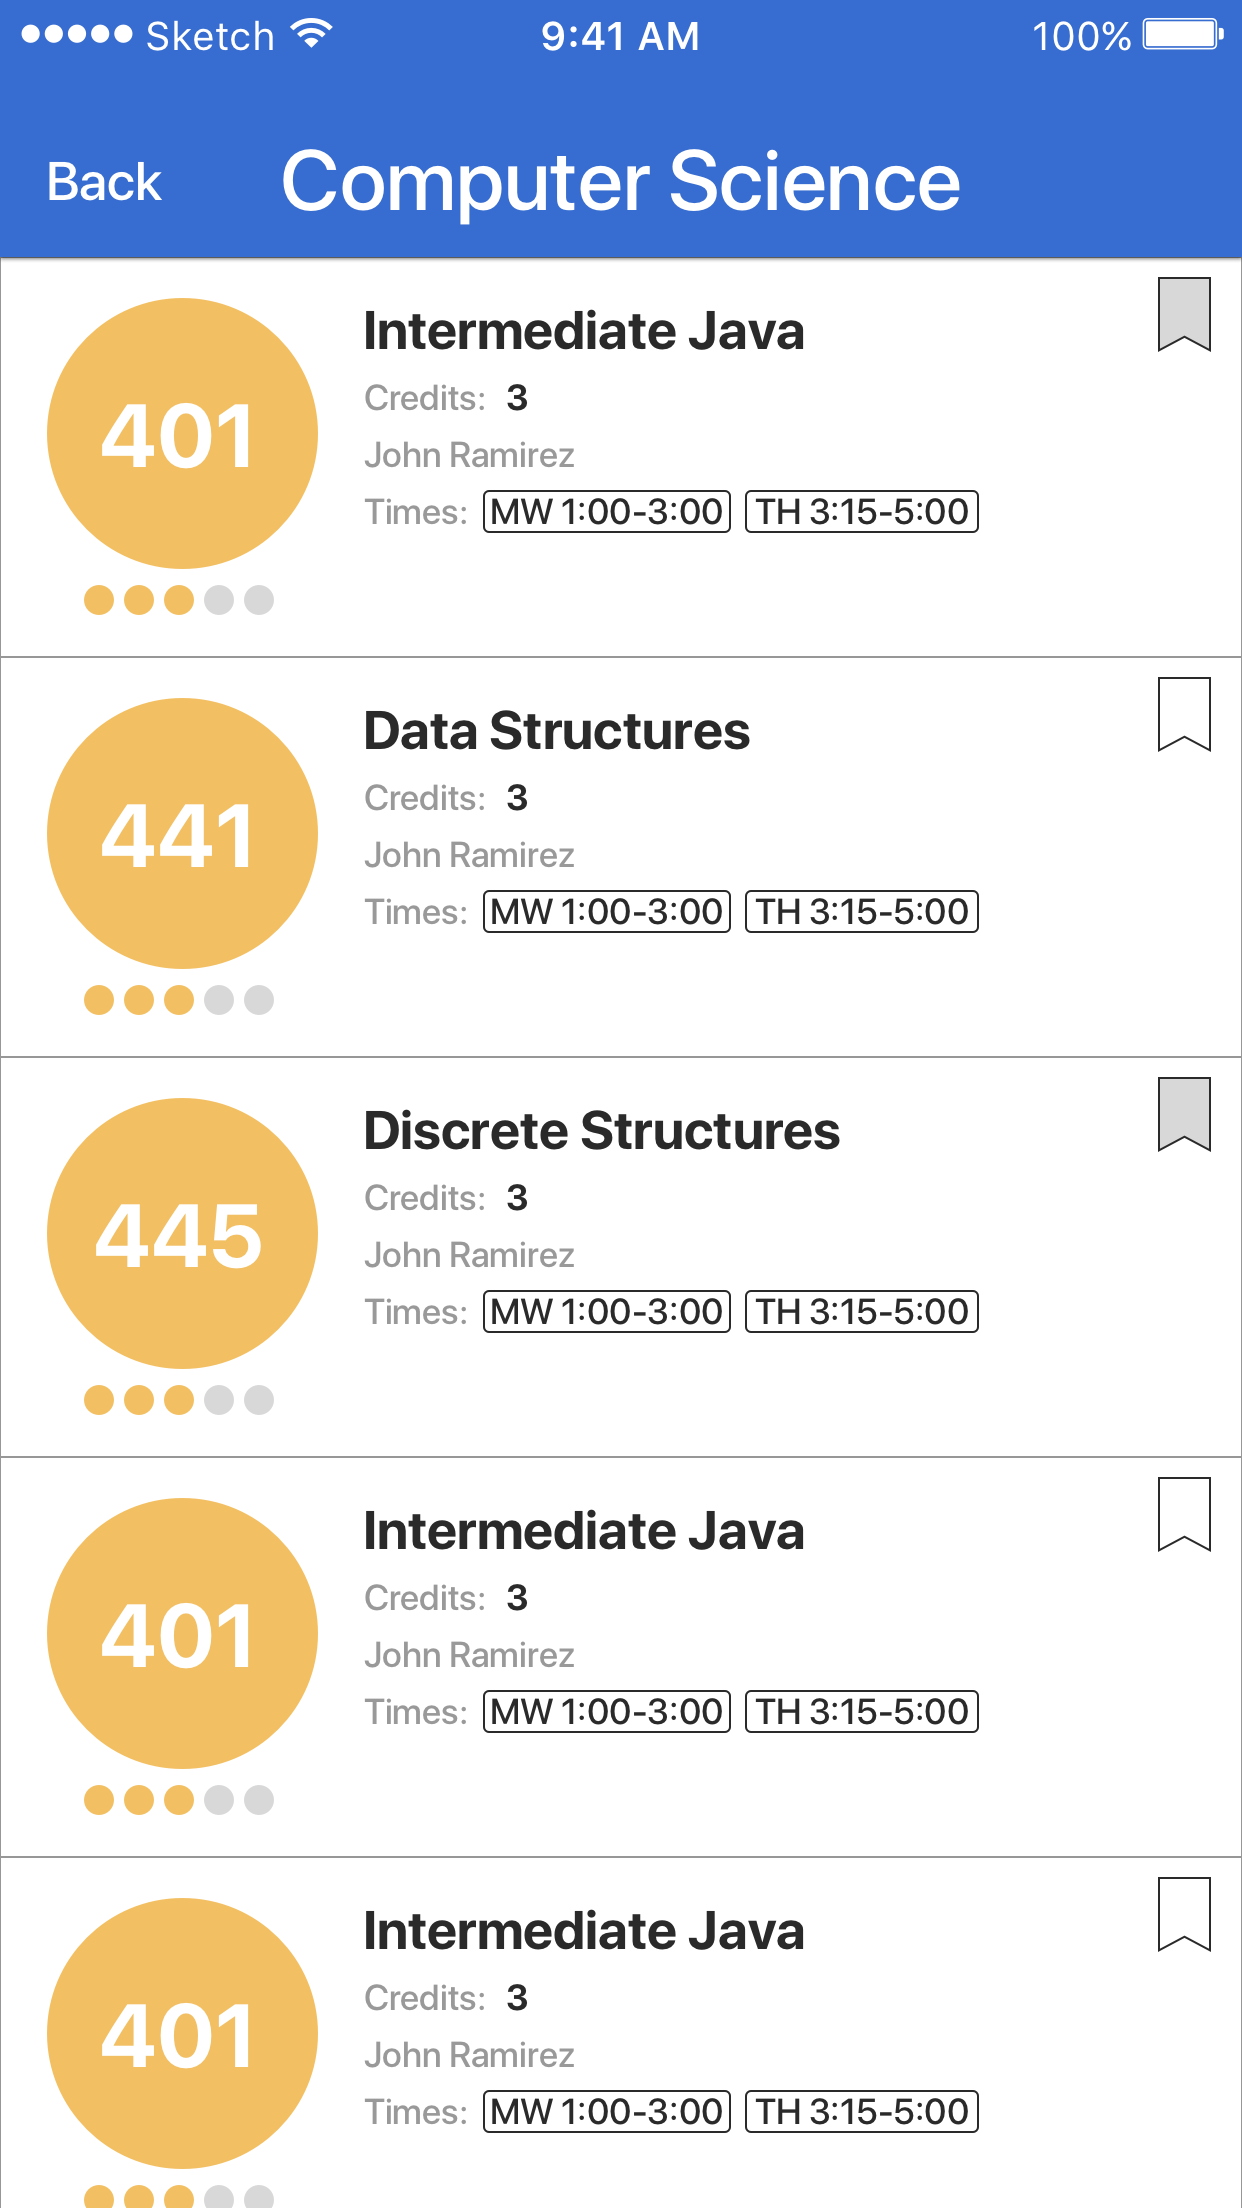 Sketch 9:41 AM 100%
Back Computer Science
Intermediate Java
401
Credits: 3
John Ramirez
Times: MW 1:00-3:00 TH 3:15-5:00
Data Structures
441
Credits: 3
John Ramirez
Times: MW 1:00-3:00 TH 3:15-5:00
Discrete Structures
445
Credits: 3
John Ramirez
Times: MW 1:00-3:00 TH 3:15-5:00
Intermediate Java
401
Credits: 3
John Ramirez
Times: MW 1:00-3:00 TH 3:15-5:00
Intermediate Java
401
Credits: 3
John Ramirez
Times: MW 1:00-3:00 TH 3:15-5:00